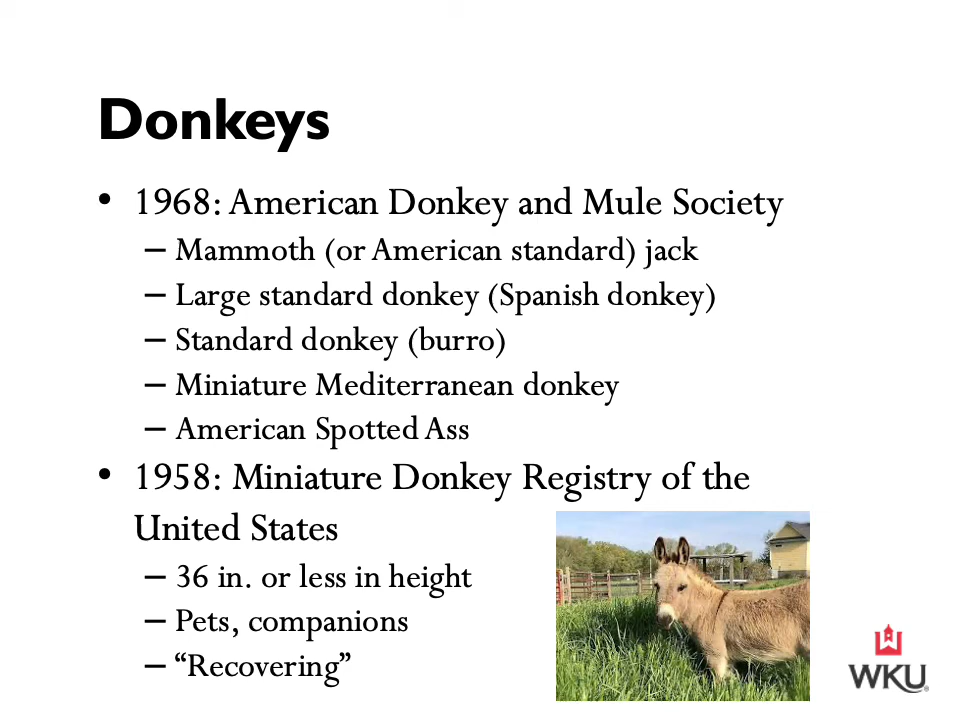 Donkeys
• 1968: American Donkey and Mule Society
– Mammoth (or American standard) jack
– Large standard donkey (Spanish donkey)
– Standard donkey (burro)
– Miniature Mediterranean donkey
– American Spotted Ass
• 1958: Miniature Donkey Registry of the
United States
– 36 in. or less in height
– Pets, companions
– “Recovering”
WKU®